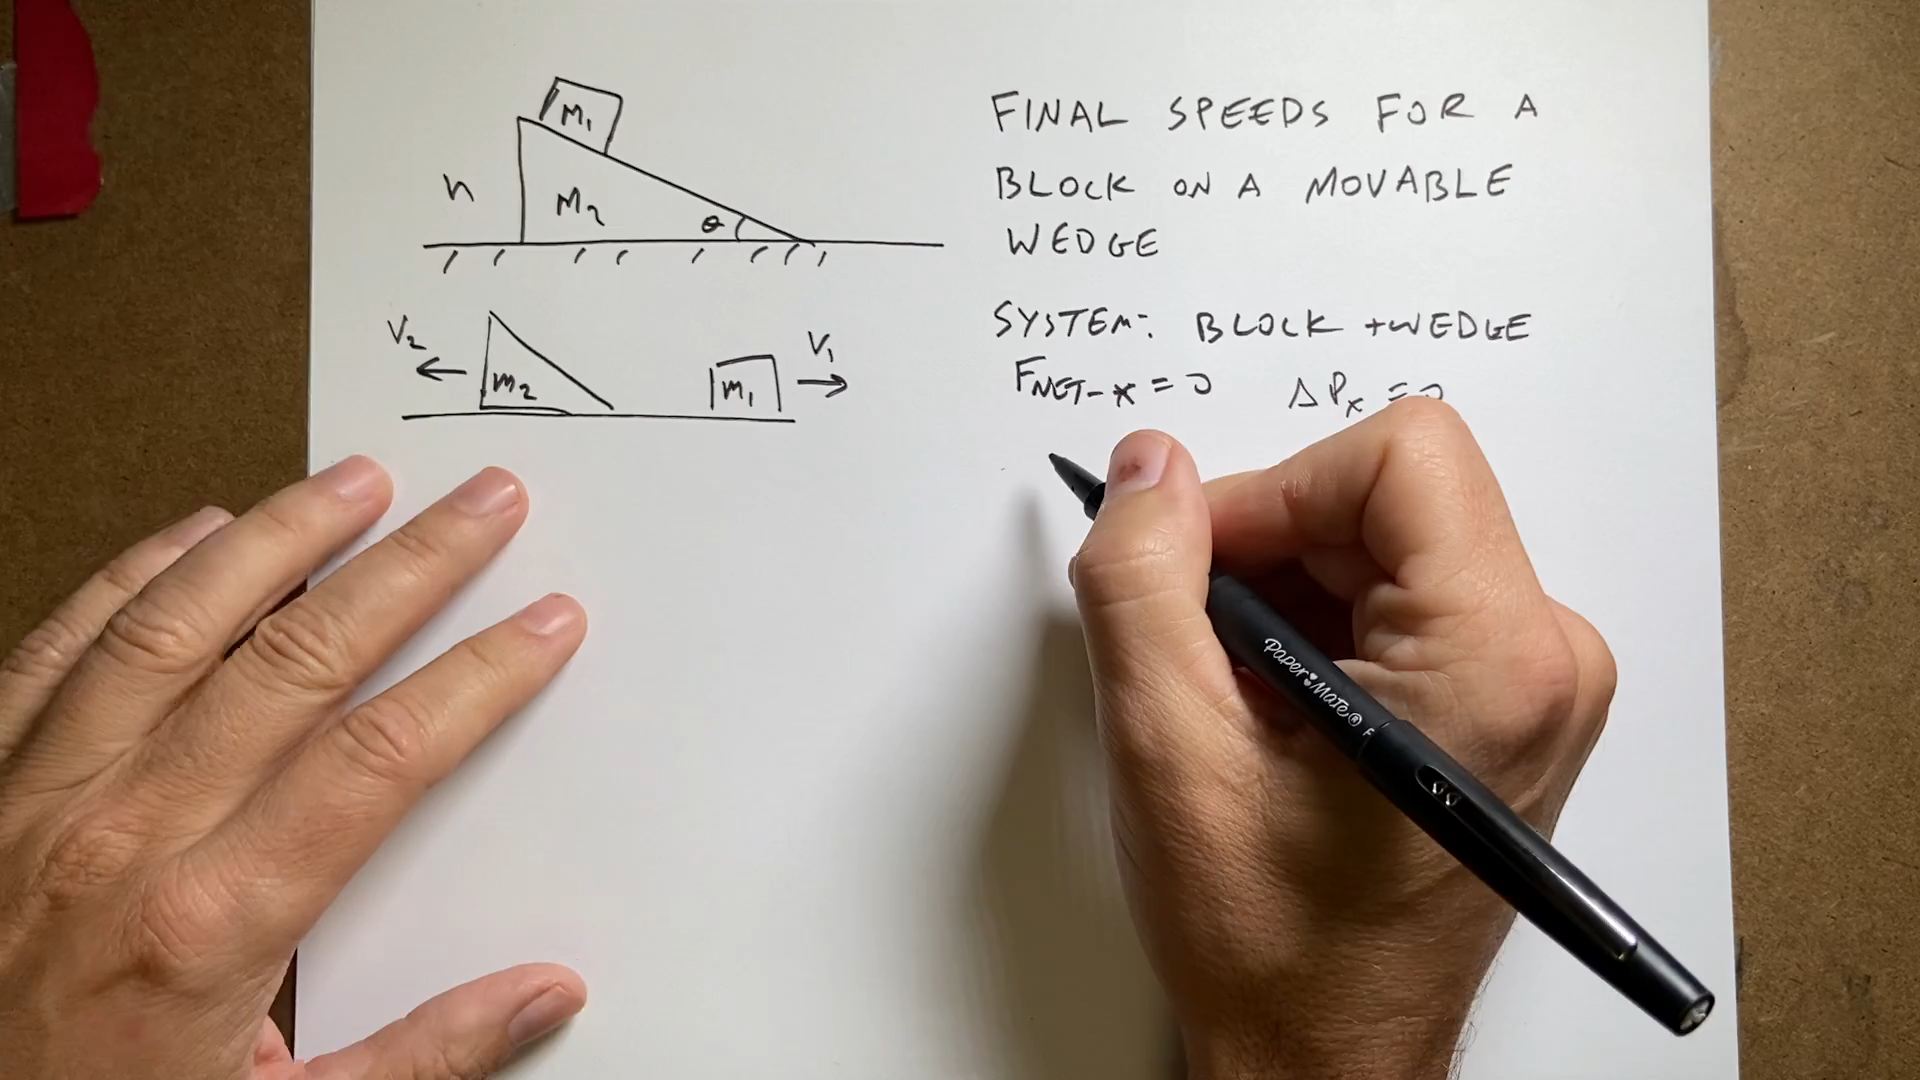 M₁
h
M₂
θ
V₂
m₂
m₁
V₁
FINAL SPEEDS FOR A
BLOCK ON A MOVABLE
WEDGE
SYSTEM: BLOCK + WEDGE
F_NET-x = 0 ΔPₓ = 0
Paper Mate® F